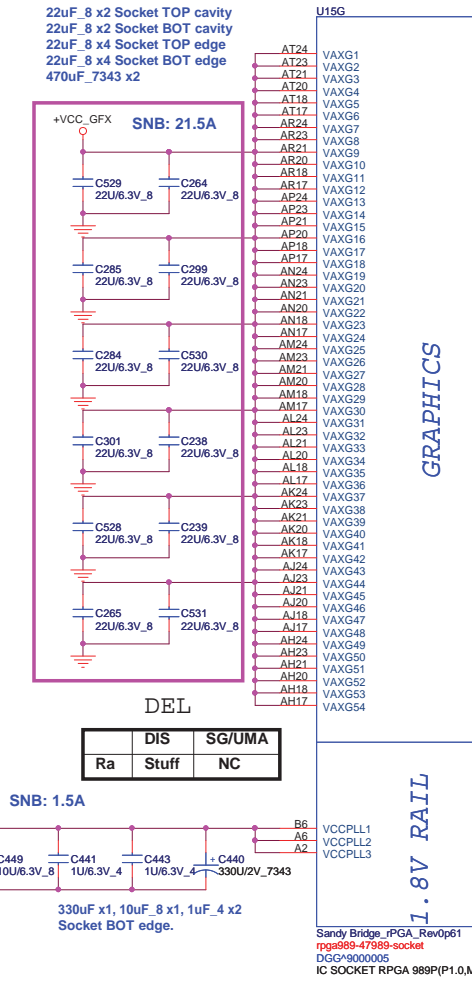 22uF_8 x2 Socket TOP cavity
22uF_8 x2 Socket BOT cavity
22uF_8 x4 Socket TOP edge
22uF_8 x4 Socket BOT edge
470uF_7343 x2
+VCC_GFX
SNB: 21.5A
C529
22U/6.3V_8
C264
22U/6.3V_8
C285
22U/6.3V_8
C299
22U/6.3V_8
C284
22U/6.3V_8
C530
22U/6.3V_8
C301
22U/6.3V_8
C238
22U/6.3V_8
C528
22U/6.3V_8
C239
22U/6.3V_8
C265
22U/6.3V_8
C531
22U/6.3V_8
U15G
AT24 VAXG1
AT23 VAXG2
AT21 VAXG3
AT20 VAXG4
AT18 VAXG5
AT17 VAXG6
AR24 VAXG7
AR23 VAXG8
AR21 VAXG9
AR20 VAXG10
AR18 VAXG11
AR17 VAXG12
AP24 VAXG13
AP23 VAXG14
AP21 VAXG15
AP20 VAXG16
AP18 VAXG17
AP17 VAXG18
AN24 VAXG19
AN23 VAXG20
AN21 VAXG21
AN20 VAXG22
AN18 VAXG23
AN17 VAXG24
AM24 VAXG25
AM23 VAXG26
AM21 VAXG27
AM20 VAXG28
AM18 VAXG29
AM17 VAXG30
AL24 VAXG31
AL23 VAXG32
AL21 VAXG33
AL20 VAXG34
AL18 VAXG35
AL17 VAXG36
AK24 VAXG37
AK23 VAXG38
AK21 VAXG39
AK20 VAXG40
AK18 VAXG41
AK17 VAXG42
AJ24 VAXG43
AJ23 VAXG44
AJ21 VAXG45
AJ20 VAXG46
AJ18 VAXG47
AJ17 VAXG48
AH24 VAXG49
AH23 VAXG50
AH21 VAXG51
AH20 VAXG52
AH18 VAXG53
AH17 VAXG54
GRAPHICS
DEL
DIS SG/UMA
Ra Stuff NC
SNB: 1.5A
C449
10U/6.3V_8
C441
1U/6.3V_4
C443
1U/6.3V_4
+ C440
330U/2V_7343
B6 VCCPLL1
A6 VCCPLL2
A2 VCCPLL3
1.8V RAIL
330uF x1, 10uF_8 x1, 1uF_4 x2
Socket BOT edge.
Sandy Bridge_rPGA_Rev0p61
rpga989-47989-socket
DGG^9000005
IC SOCKET RPGA 989P(P1.0,M